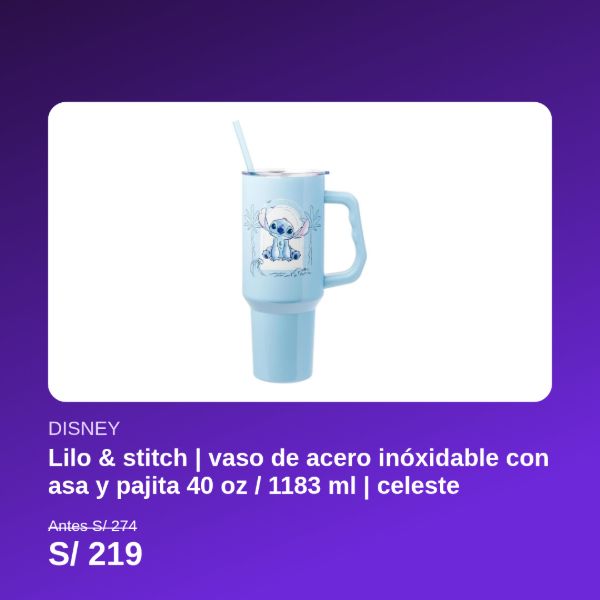 DISNEY
Lilo & stitch | vaso de acero inóxidable con
asa y pajita 40 oz / 1183 ml | celeste
Antes S/ 274
S/ 219